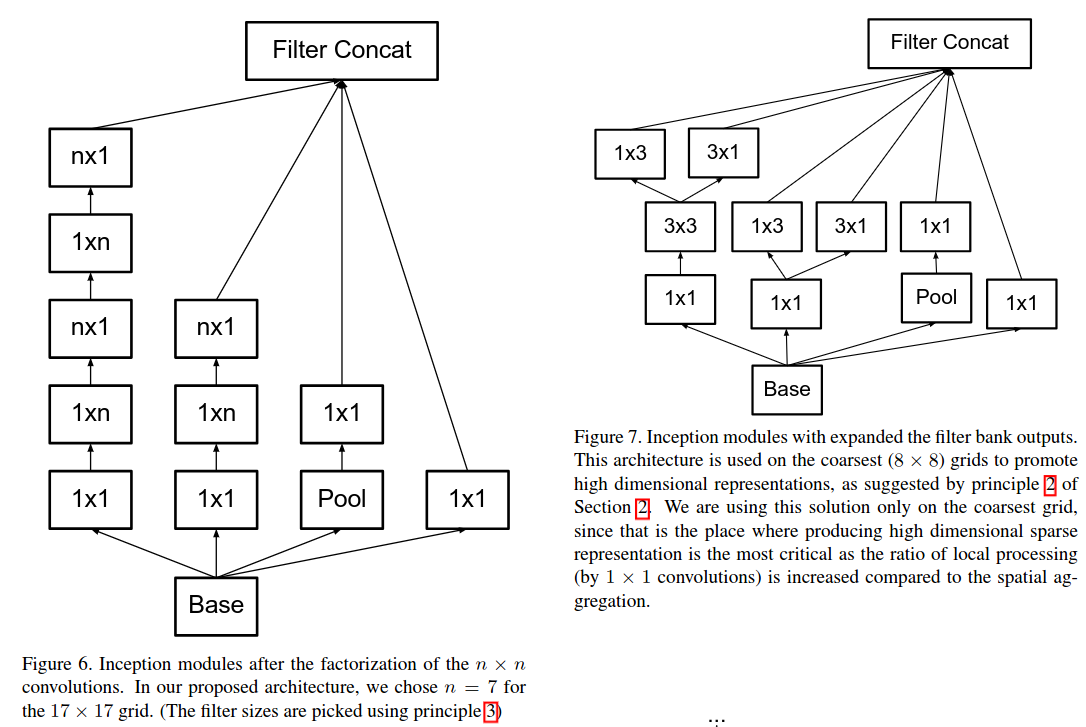 Filter Concat
nx1
1xn
nx1
nx1
1xn
1xn
1x1
1x1
1x1
Pool
1x1
Base
Figure 6. Inception modules after the factorization of the n × n
convolutions. In our proposed architecture, we chose n = 7 for
the 17 × 17 grid. (The filter sizes are picked using principle 3)
Filter Concat
1x3
3x1
3x3
1x3
3x1
1x1
1x1
1x1
Pool
1x1
Base
Figure 7. Inception modules with expanded the filter bank outputs.
This architecture is used on the coarsest (8 × 8) grids to promote
high dimensional representations, as suggested by principle 2 of
Section 2. We are using this solution only on the coarsest grid,
since that is the place where producing high dimensional sparse
representation is the most critical as the ratio of local processing
(by 1 × 1 convolutions) is increased compared to the spatial ag-
gregation.
...